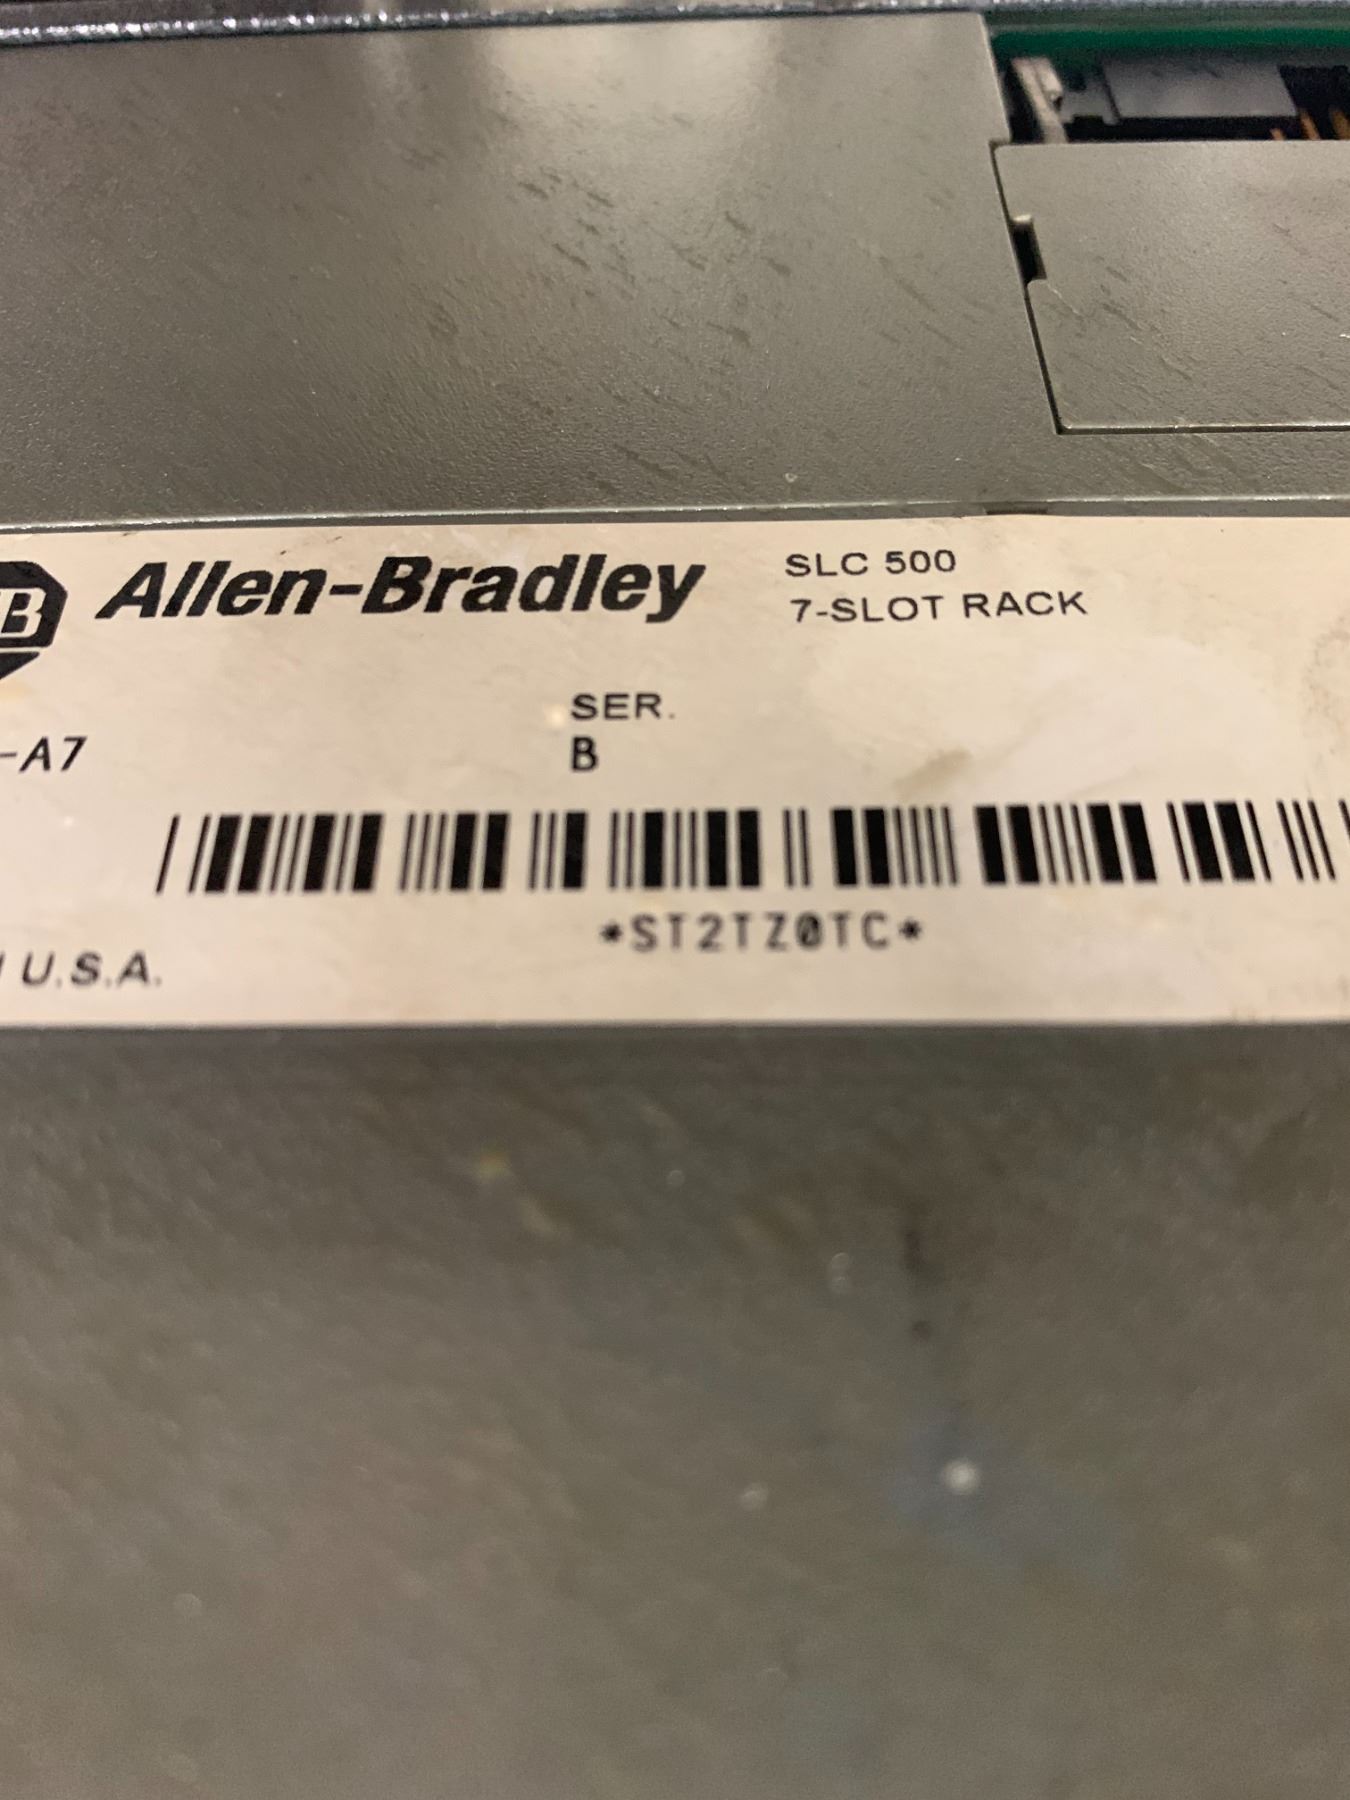 Allen-Bradley
SLC 500
7-SLOT RACK
SER.
-A7
B
*ST2TZ0TC*
U.S.A.